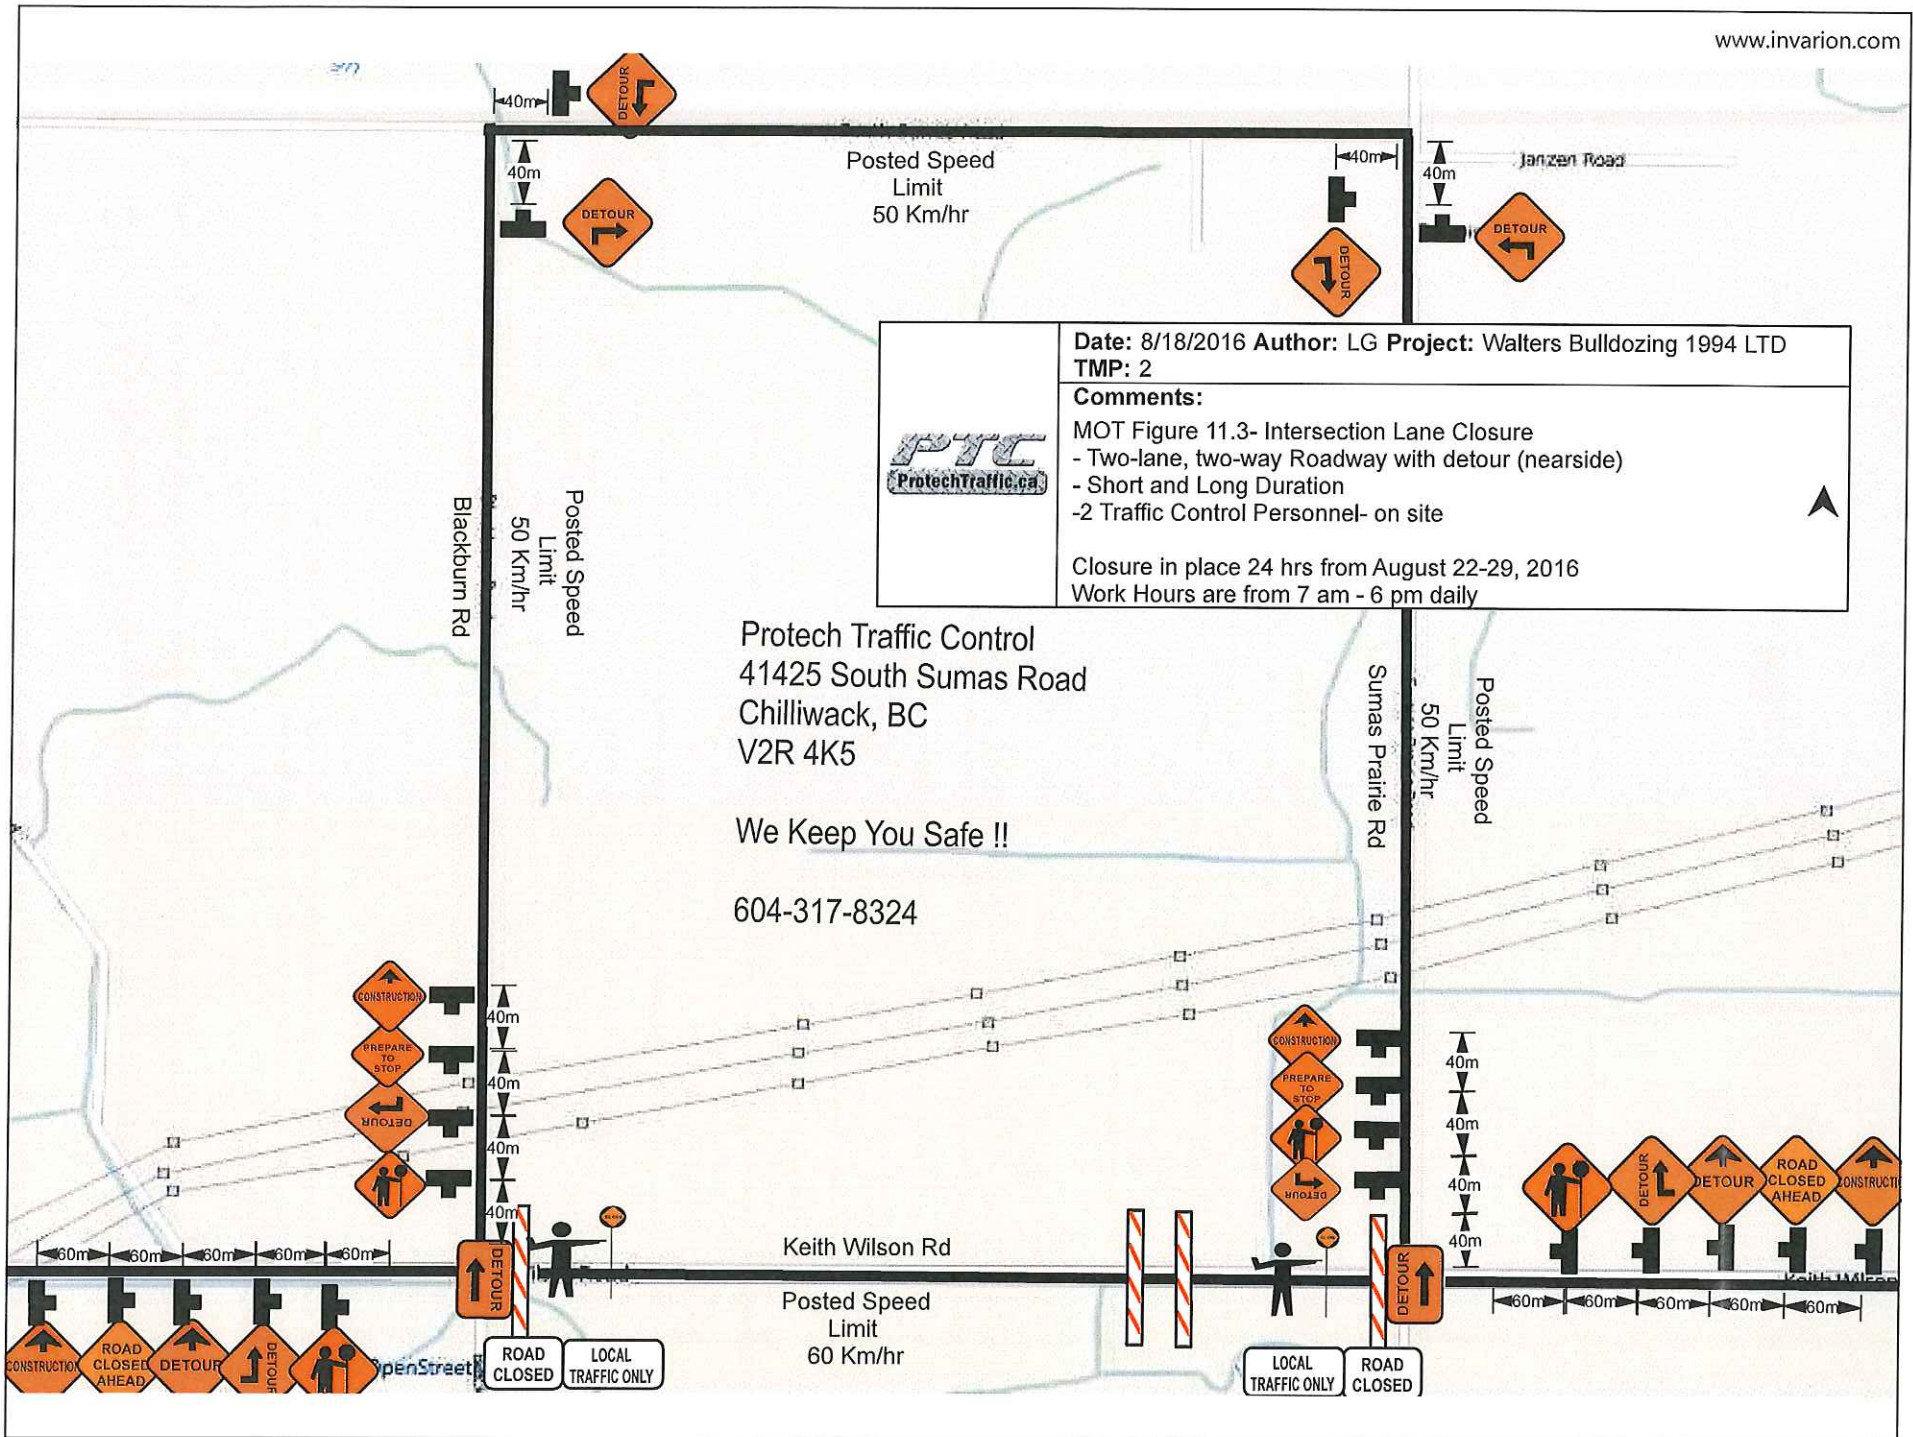 www.invarion.com
40m
DETOUR
40m
DETOUR
Posted Speed
Limit
50 Km/hr
40m
DETOUR
40m
DETOUR
Janzen Road
Date: 8/18/2016 Author: LG Project: Walters Bulldozing 1994 LTD
TMP: 2
Comments:
MOT Figure 11.3- Intersection Lane Closure
- Two-lane, two-way Roadway with detour (nearside)
- Short and Long Duration
-2 Traffic Control Personnel- on site
Closure in place 24 hrs from August 22-29, 2016
Work Hours are from 7 am - 6 pm daily
PTC
ProtechTraffic.ca
Blackburn Rd
Posted Speed
Limit
50 Km/hr
Protech Traffic Control
41425 South Sumas Road
Chilliwack, BC
V2R 4K5
We Keep You Safe !!
604-317-8324
Sumas Prairie Rd
Posted Speed
Limit
50 Km/hr
CONSTRUCTION
PREPARE
TO
STOP
DETOUR
40m
40m
40m
40m
CONSTRUCTION
PREPARE
TO
STOP
DETOUR
40m
40m
40m
40m
DETOUR
DETOUR
ROAD
CLOSED
AHEAD
CONSTRUCTI
60m
60m
60m
60m
60m
DETOUR
Keith Wilson Rd
Posted Speed
Limit
60 Km/hr
DETOUR
Keith Wilson
60m
60m
60m
60m
60m
CONSTRUCTION
ROAD
CLOSED
AHEAD
DETOUR
DETOUR
OpenStreet
ROAD
CLOSED
LOCAL
TRAFFIC ONLY
LOCAL
TRAFFIC ONLY
ROAD
CLOSED